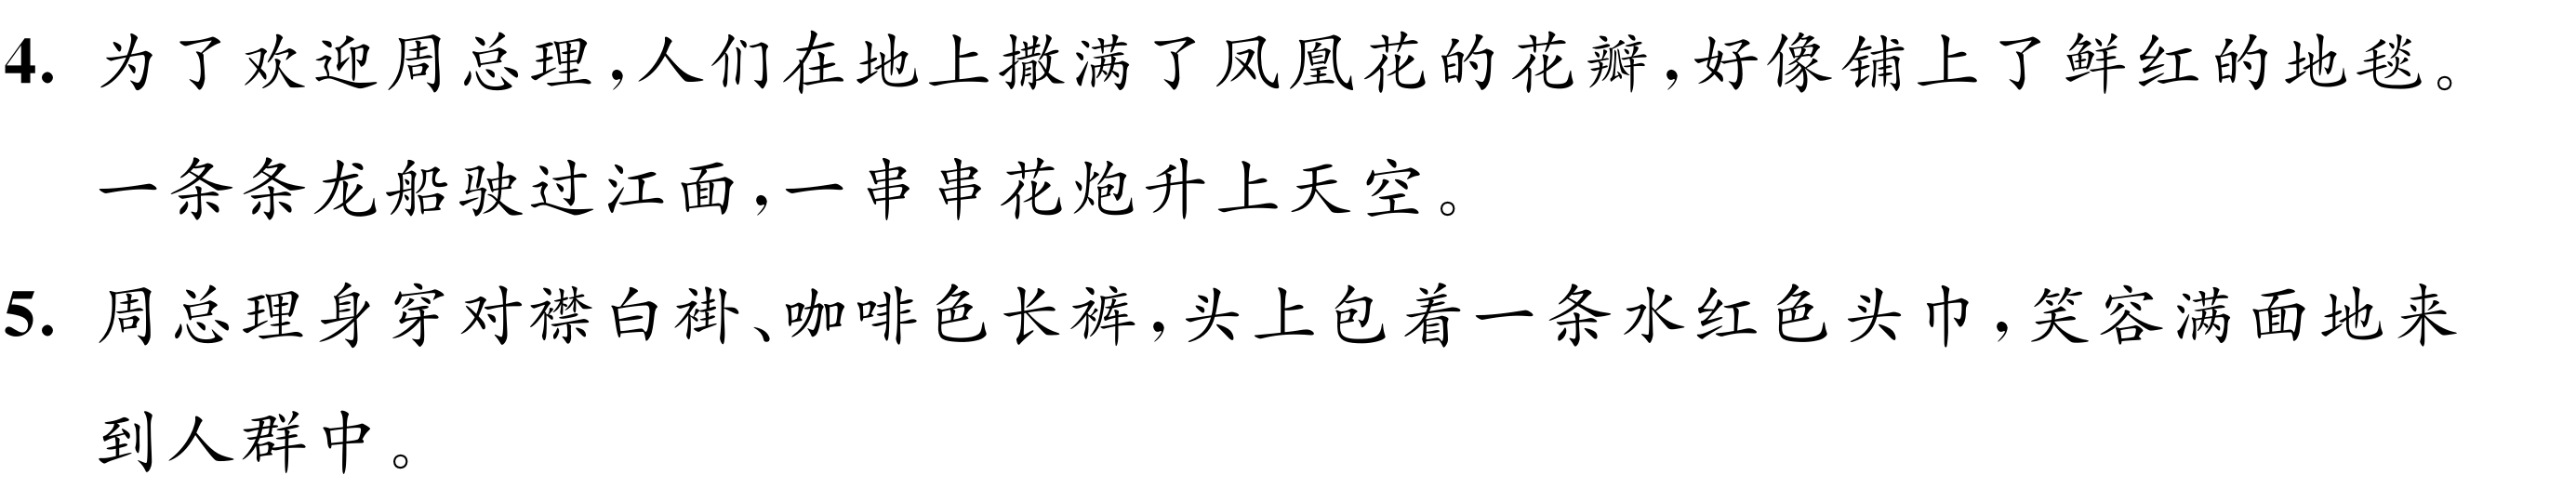 4. 为了欢迎周总理,人们在地上撒满了凤凰花的花瓣,好像铺上了鲜红的地毯。
一条条龙船驶过江面,一串串花炮升上天空。
5. 周总理身穿对襟白褂、咖啡色长裤,头上包着一条水红色头巾,笑容满面地来
到人群中。